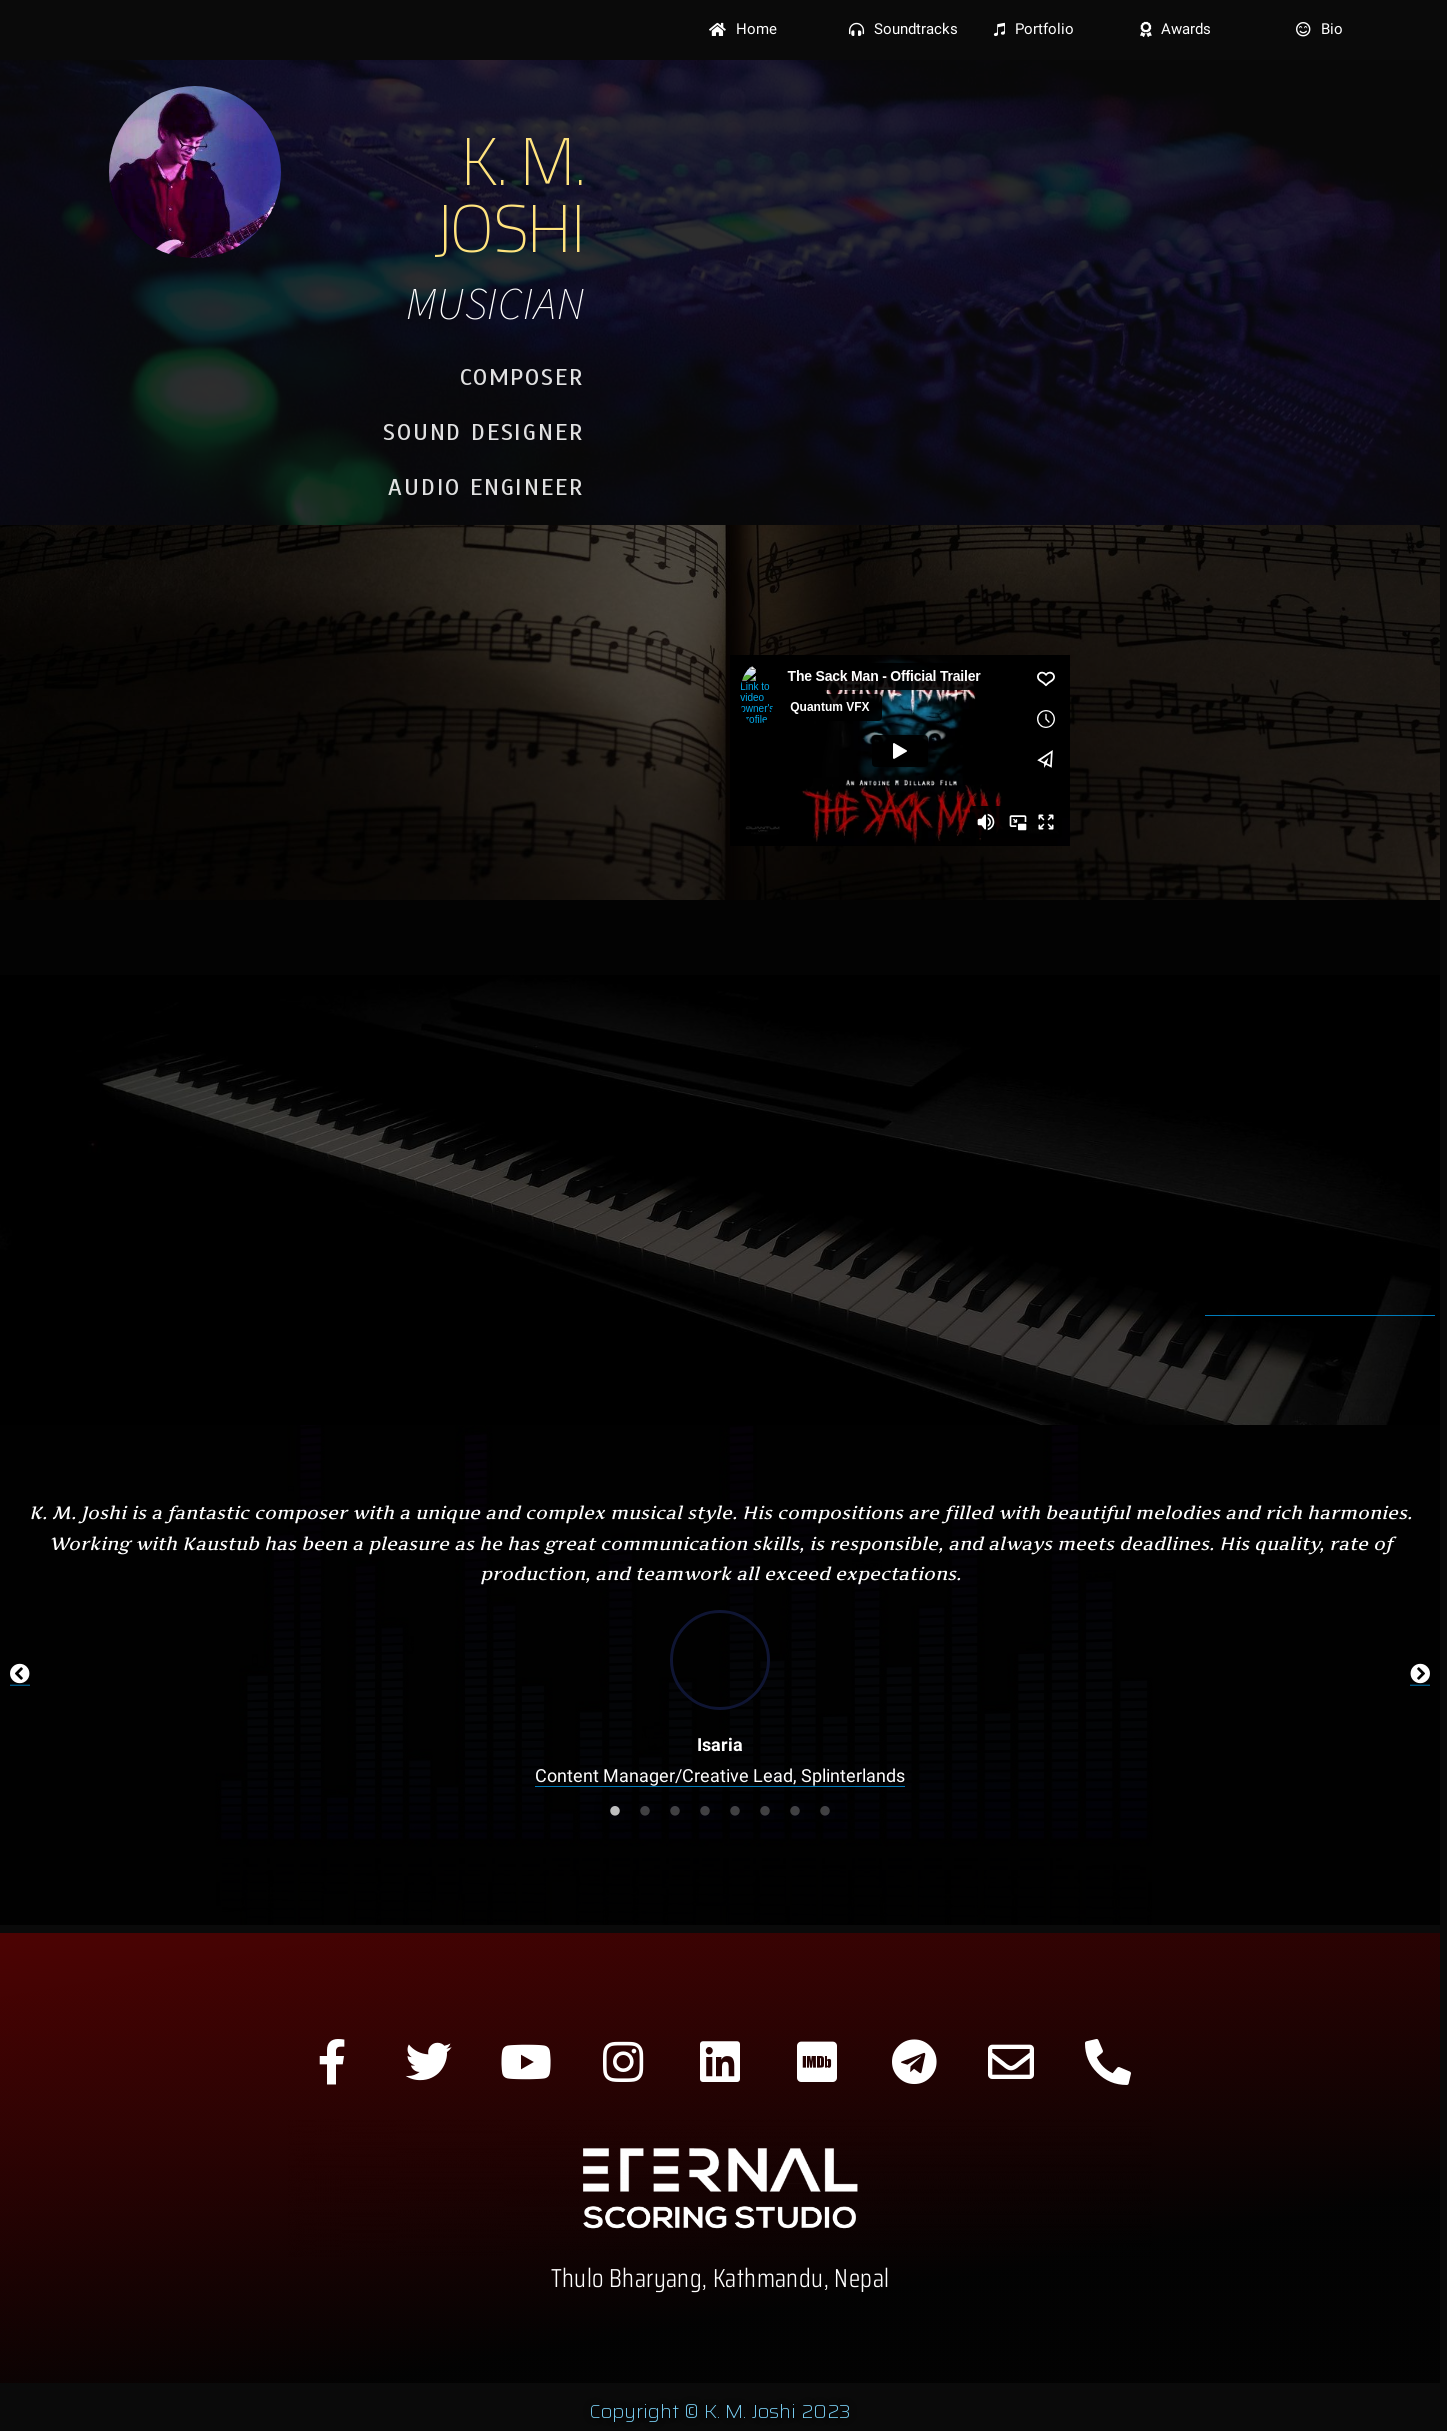 Home
Soundtracks
Portfolio
Awards
Bio
K. M.
JOSHI
MUSICIAN
COMPOSER
SOUND DESIGNER
AUDIO ENGINEER
The Sack Man - Official Trailer
Link to
video
owner's
profile
OFFICIAL TRAILER
Quantum VFX
An Antoine M Dillard Film
THE SACK MAN
K. M. Joshi is a fantastic composer with a unique and complex musical style. His compositions are filled with beautiful melodies and rich harmonies.
Working with Kaustub has been a pleasure as he has great communication skills, is responsible, and always meets deadlines. His quality, rate of
production, and teamwork all exceed expectations.
Isaria
Content Manager/Creative Lead, Splinterlands
IMDb
ETERNAL
SCORING STUDIO
Thulo Bharyang, Kathmandu, Nepal
Copyright © K. M. Joshi 2023